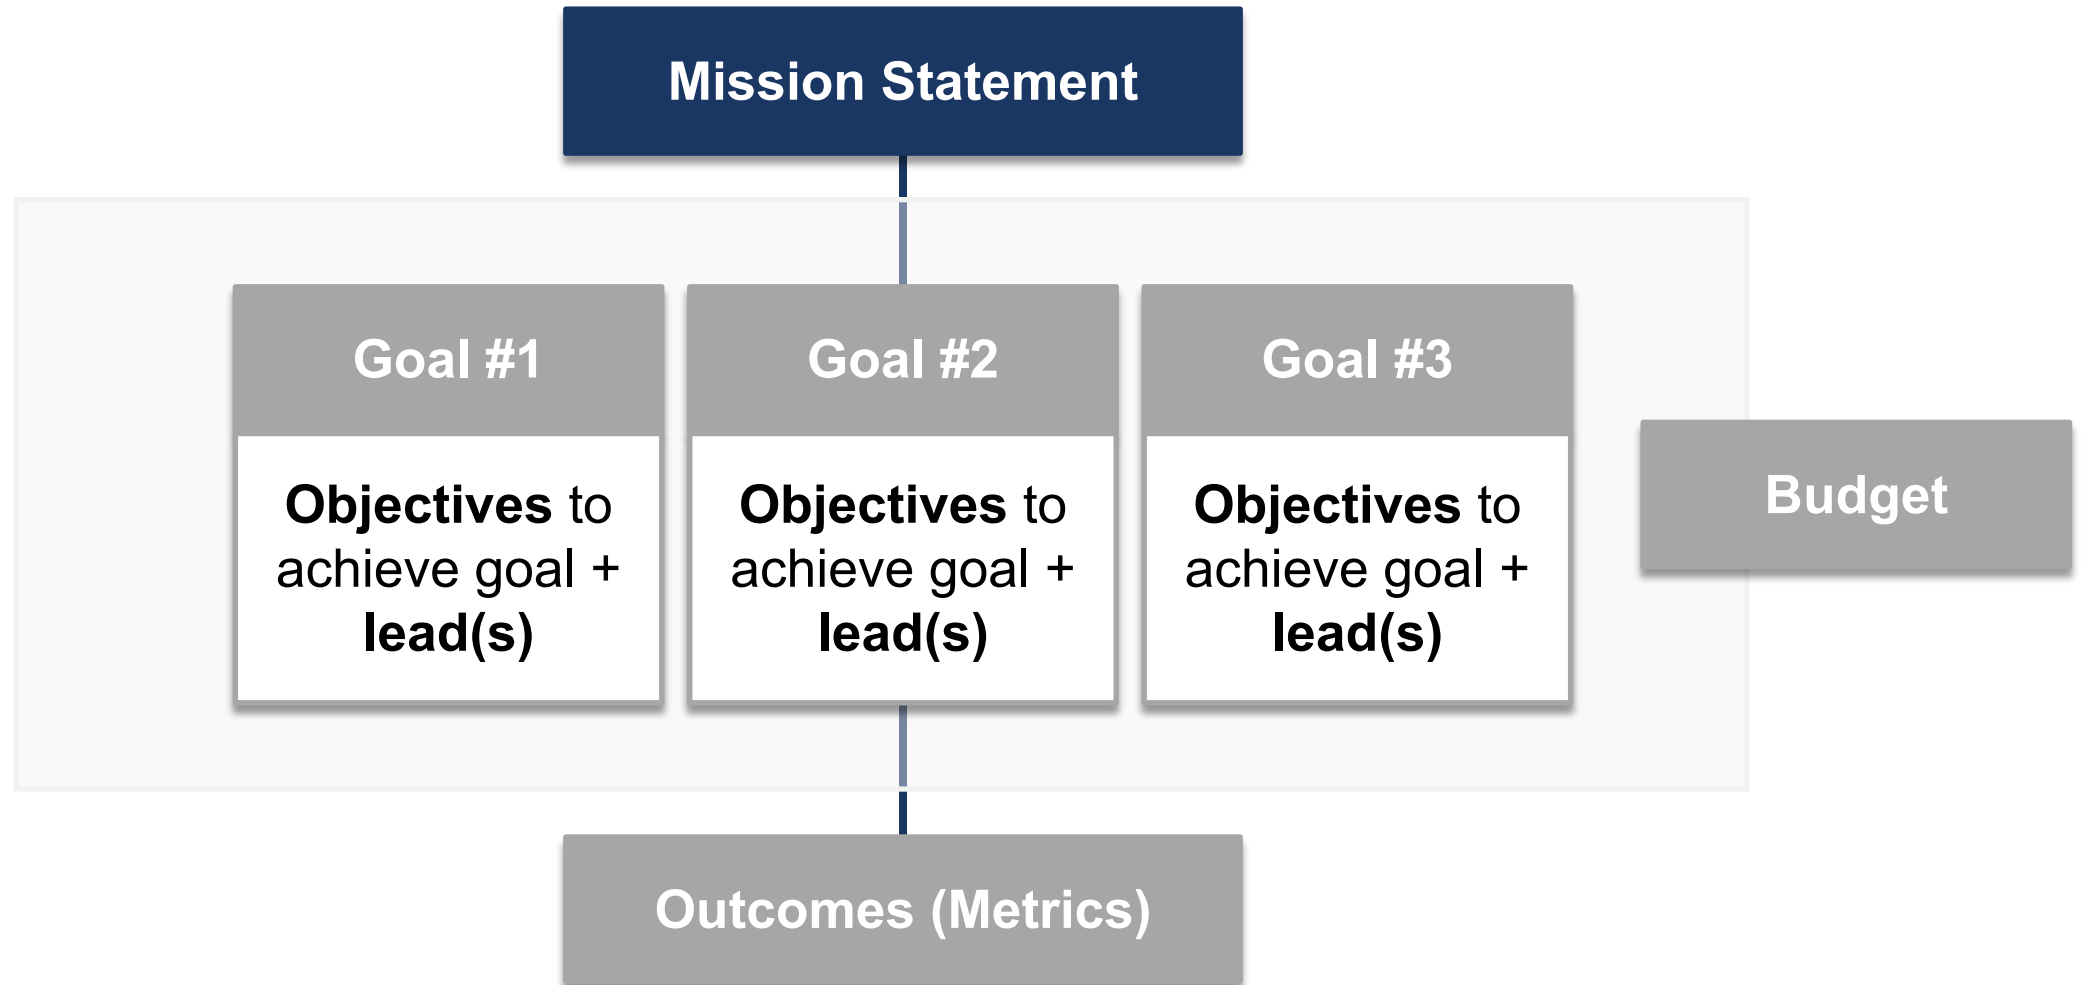 Mission Statement
Goal #1
Objectives to
achieve goal +
lead(s)
Goal #2
Objectives to
achieve goal +
lead(s)
Goal #3
Objectives to
achieve goal +
lead(s)
Budget
Outcomes (Metrics)